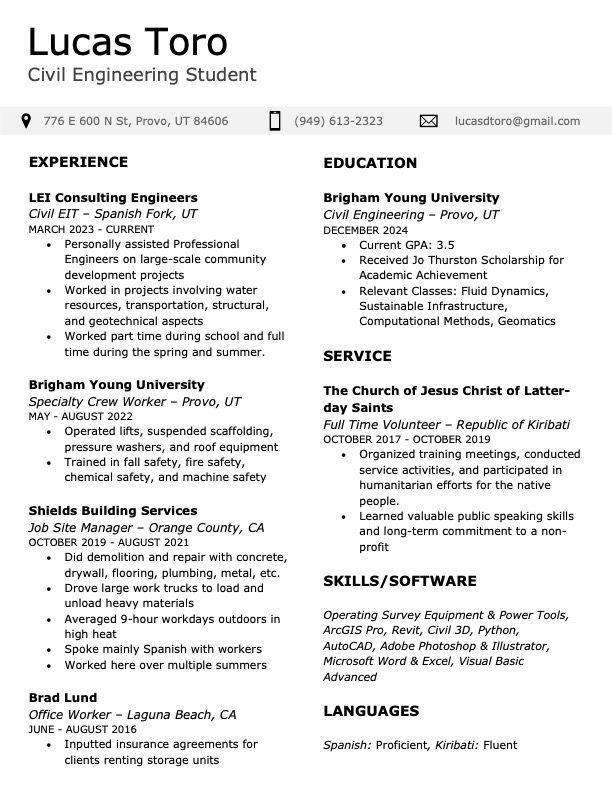 Lucas Toro
Civil Engineering Student
776 E 600 N St, Provo, UT 84606
(949) 613-2323
lucasdtoro@gmail.com
EXPERIENCE
LEI Consulting Engineers
Civil EIT – Spanish Fork, UT
MARCH 2023 - CURRENT
• Personally assisted Professional
Engineers on large-scale community
development projects
• Worked in projects involving water
resources, transportation, structural,
and geotechnical aspects
• Worked part time during school and full
time during the spring and summer.
Brigham Young University
Specialty Crew Worker – Provo, UT
MAY - AUGUST 2022
• Operated lifts, suspended scaffolding,
pressure washers, and roof equipment
• Trained in fall safety, fire safety,
chemical safety, and machine safety
Shields Building Services
Job Site Manager – Orange County, CA
OCTOBER 2019 - AUGUST 2021
• Did demolition and repair with concrete,
drywall, flooring, plumbing, metal, etc.
• Drove large work trucks to load and
unload heavy materials
• Averaged 9-hour workdays outdoors in
high heat
• Spoke mainly Spanish with workers
• Worked here over multiple summers
Brad Lund
Office Worker – Laguna Beach, CA
JUNE - AUGUST 2016
• Inputted insurance agreements for
clients renting storage units
EDUCATION
Brigham Young University
Civil Engineering – Provo, UT
DECEMBER 2024
• Current GPA: 3.5
• Received Jo Thurston Scholarship for
Academic Achievement
• Relevant Classes: Fluid Dynamics,
Sustainable Infrastructure,
Computational Methods, Geomatics
SERVICE
The Church of Jesus Christ of Latter-
day Saints
Full Time Volunteer – Republic of Kiribati
OCTOBER 2017 - OCTOBER 2019
• Organized training meetings, conducted
service activities, and participated in
humanitarian efforts for the native
people.
• Learned valuable public speaking skills
and long-term commitment to a non-
profit
SKILLS/SOFTWARE
Operating Survey Equipment & Power Tools,
ArcGIS Pro, Revit, Civil 3D, Python,
AutoCAD, Adobe Photoshop & Illustrator,
Microsoft Word & Excel, Visual Basic
Advanced
LANGUAGES
Spanish: Proficient, Kiribati: Fluent